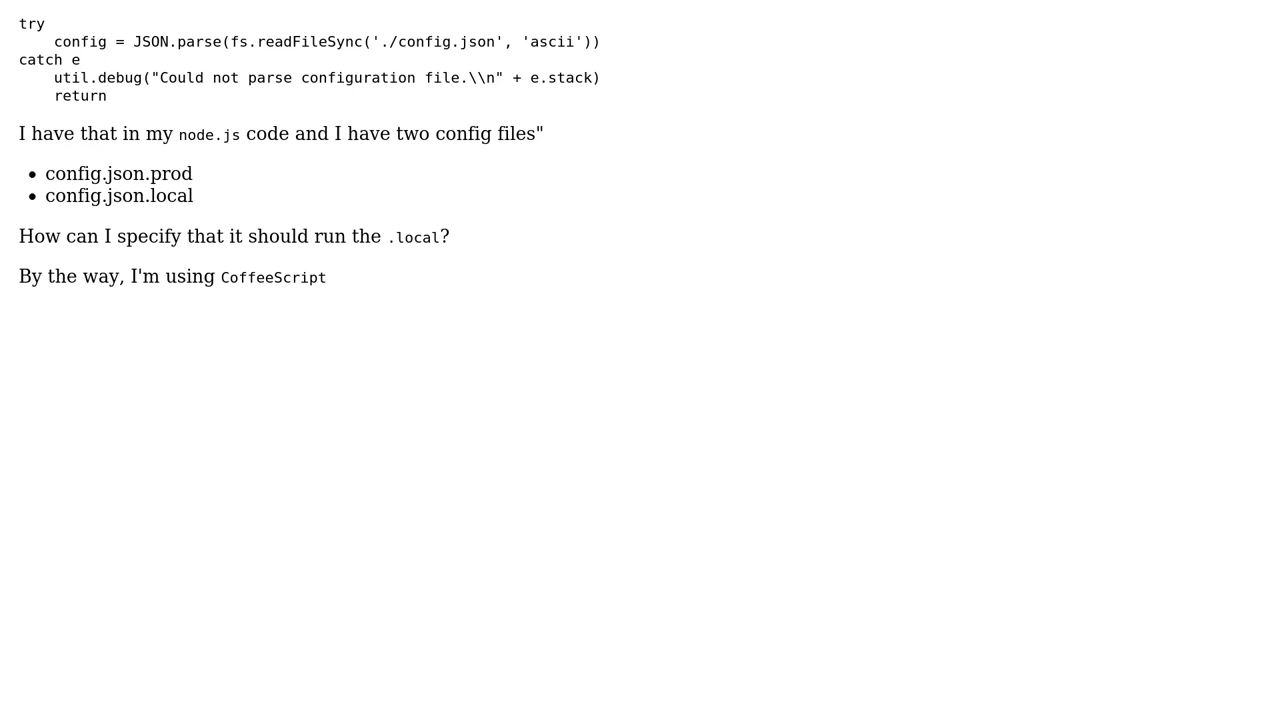 try
    config = JSON.parse(fs.readFileSync('./config.json', 'ascii'))
catch e
    util.debug("Could not parse configuration file.\\n" + e.stack)
    return
I have that in my node.js code and I have two config files"
• config.json.prod
• config.json.local
How can I specify that it should run the .local?
By the way, I'm using CoffeeScript